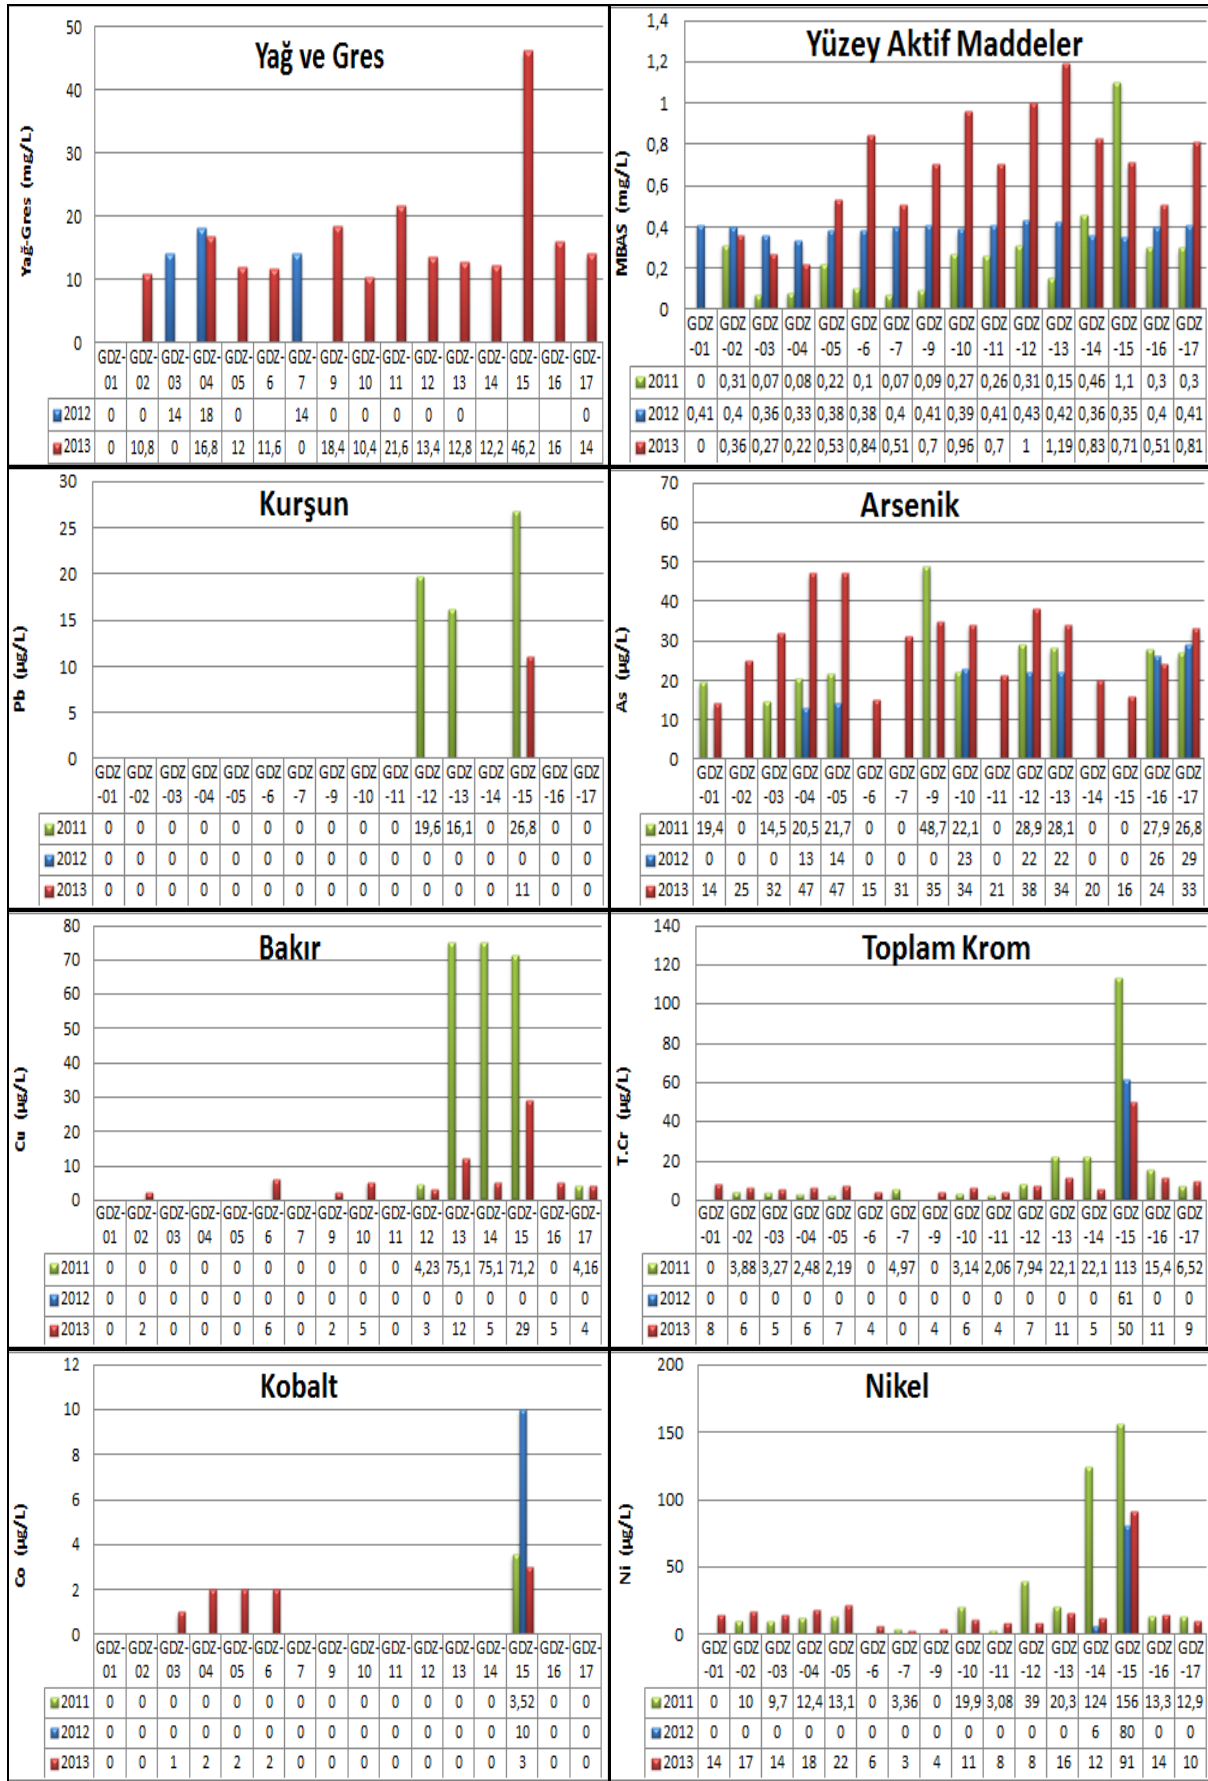 Yağ ve Gres
Yağ-Gres (mg/L)
50
40
30
20
10
0
GDZ- GDZ- GDZ- GDZ- GDZ- GDZ- GDZ- GDZ- GDZ- GDZ- GDZ- GDZ- GDZ- GDZ- GDZ- GDZ-
01 02 03 04 05 6 7 9 10 11 12 13 14 15 16 17
2012 0 0 14 18 0 14 0 0 0 0 0 0
2013 0 10,8 0 16,8 12 11,6 0 18,4 10,4 21,6 13,4 12,8 12,2 46,2 16 14
Yüzey Aktif Maddeler
MBAS (mg/L)
1,4
1,2
1
0,8
0,6
0,4
0,2
0
GDZ GDZ GDZ GDZ GDZ GDZ GDZ GDZ GDZ GDZ GDZ GDZ GDZ GDZ GDZ GDZ
-01 -02 -03 -04 -05 -6 -7 -9 -10 -11 -12 -13 -14 -15 -16 -17
2011 0 0,31 0,07 0,08 0,22 0,1 0,07 0,09 0,27 0,26 0,31 0,15 0,46 1,1 0,3 0,3
2012 0,41 0,4 0,36 0,33 0,38 0,38 0,4 0,41 0,39 0,41 0,43 0,42 0,36 0,35 0,4 0,41
2013 0 0,36 0,27 0,22 0,53 0,84 0,51 0,7 0,96 0,7 1 1,19 0,83 0,71 0,51 0,81
Kurşun
Pb (µg/L)
30
25
20
15
10
5
0
GDZ GDZ GDZ GDZ GDZ GDZ GDZ GDZ GDZ GDZ GDZ GDZ GDZ GDZ GDZ GDZ
-01 -02 -03 -04 -05 -6 -7 -9 -10 -11 -12 -13 -14 -15 -16 -17
2011 0 0 0 0 0 0 0 0 0 0 19,6 16,1 0 26,8 0 0
2012 0 0 0 0 0 0 0 0 0 0 0 0 0 0 0 0
2013 0 0 0 0 0 0 0 0 0 0 0 0 0 11 0 0
Arsenik
As (µg/L)
70
60
50
40
30
20
10
0
GDZ GDZ GDZ GDZ GDZ GDZ GDZ GDZ GDZ GDZ GDZ GDZ GDZ GDZ GDZ GDZ
-01 -02 -03 -04 -05 -6 -7 -9 -10 -11 -12 -13 -14 -15 -16 -17
2011 19,4 0 14,5 20,5 21,7 0 0 48,7 22,1 0 28,9 28,1 0 0 27,9 26,8
2012 0 0 0 13 14 0 0 0 23 0 22 22 0 0 26 29
2013 14 25 32 47 47 15 31 35 34 21 38 34 20 16 24 33
Bakır
Cu (µg/L)
80
70
60
50
40
30
20
10
0
GDZ- GDZ- GDZ- GDZ- GDZ- GDZ- GDZ- GDZ- GDZ- GDZ- GDZ- GDZ- GDZ- GDZ- GDZ- GDZ-
01 02 03 04 05 6 7 9 10 11 12 13 14 15 16 17
2011 0 0 0 0 0 0 0 0 0 0 4,23 75,1 75,1 71,2 0 4,16
2012 0 0 0 0 0 0 0 0 0 0 0 0 0 0 0 0
2013 0 2 0 0 0 6 0 2 5 0 3 12 5 29 5 4
Toplam Krom
T.Cr (µg/L)
140
120
100
80
60
40
20
0
GDZ GDZ GDZ GDZ GDZ GDZ GDZ GDZ GDZ GDZ GDZ GDZ GDZ GDZ GDZ GDZ
-01 -02 -03 -04 -05 -6 -7 -9 -10 -11 -12 -13 -14 -15 -16 -17
2011 0 3,88 3,27 2,48 2,19 0 4,97 0 3,14 2,06 7,94 22,1 22,1 113 15,4 6,52
2012 0 0 0 0 0 0 0 0 0 0 0 0 0 61 0 0
2013 8 6 5 6 7 4 0 4 6 4 7 11 5 50 11 9
Kobalt
Co (µg/L)
12
10
8
6
4
2
0
GDZ- GDZ- GDZ- GDZ- GDZ- GDZ- GDZ- GDZ- GDZ- GDZ- GDZ- GDZ- GDZ- GDZ- GDZ- GDZ-
01 02 03 04 05 6 7 9 10 11 12 13 14 15 16 17
2011 0 0 0 0 0 0 0 0 0 0 0 0 0 3,52 0 0
2012 0 0 0 0 0 0 0 0 0 0 0 0 0 10 0 0
2013 0 0 1 2 2 2 0 0 0 0 0 0 0 3 0 0
Nikel
Ni (µg/L)
200
150
100
50
0
GDZ GDZ GDZ GDZ GDZ GDZ GDZ GDZ GDZ GDZ GDZ GDZ GDZ GDZ GDZ GDZ
-01 -02 -03 -04 -05 -6 -7 -9 -10 -11 -12 -13 -14 -15 -16 -17
2011 0 10 9,7 12,4 13,1 0 3,36 0 19,9 3,08 39 20,3 124 156 13,3 12,9
2012 0 0 0 0 0 0 0 0 0 0 0 0 6 80 0 0
2013 14 17 14 18 22 6 3 4 11 8 8 16 12 91 14 10